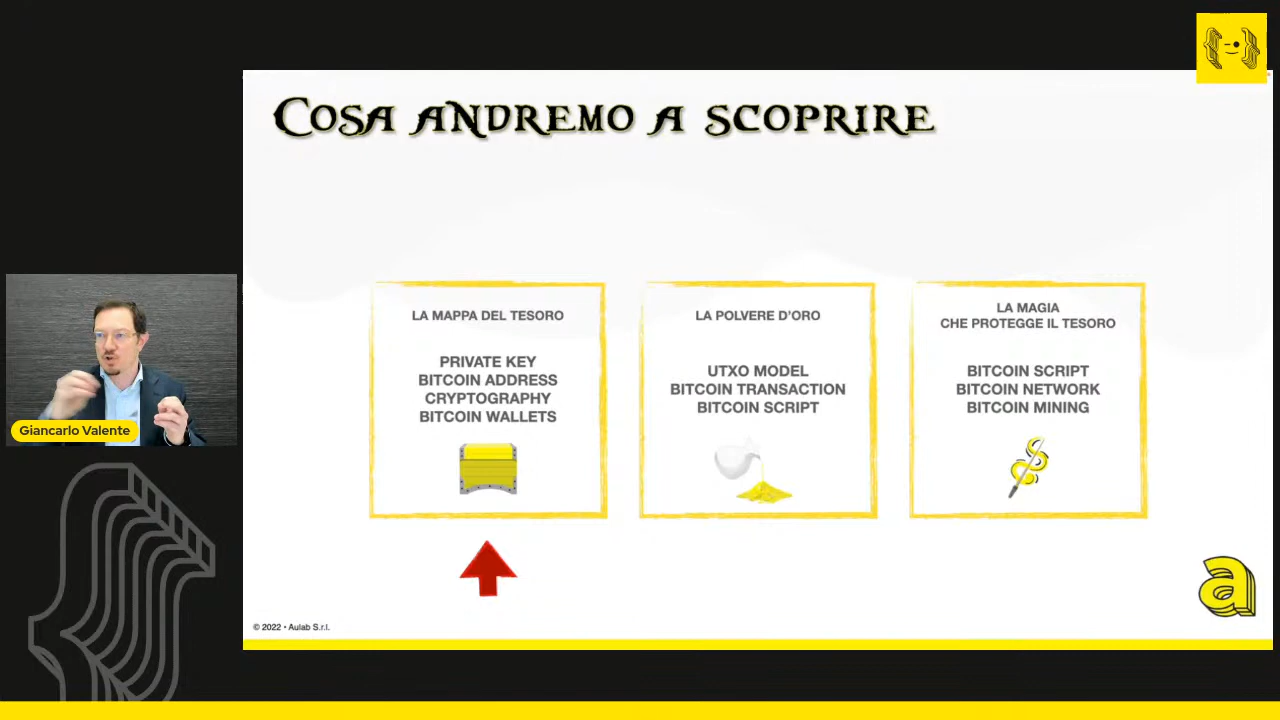 COSA ANDREMO A SCOPRIRE
LA MAPPA DEL TESORO
PRIVATE KEY
BITCOIN ADDRESS
CRYPTOGRAPHY
BITCOIN WALLETS
LA POLVERE D'ORO
UTXO MODEL
BITCOIN TRANSACTION
BITCOIN SCRIPT
LA MAGIA
CHE PROTEGGE IL TESORO
BITCOIN SCRIPT
BITCOIN NETWORK
BITCOIN MINING
Giancarlo Valente
© 2022 • Aulab S.r.l.
a